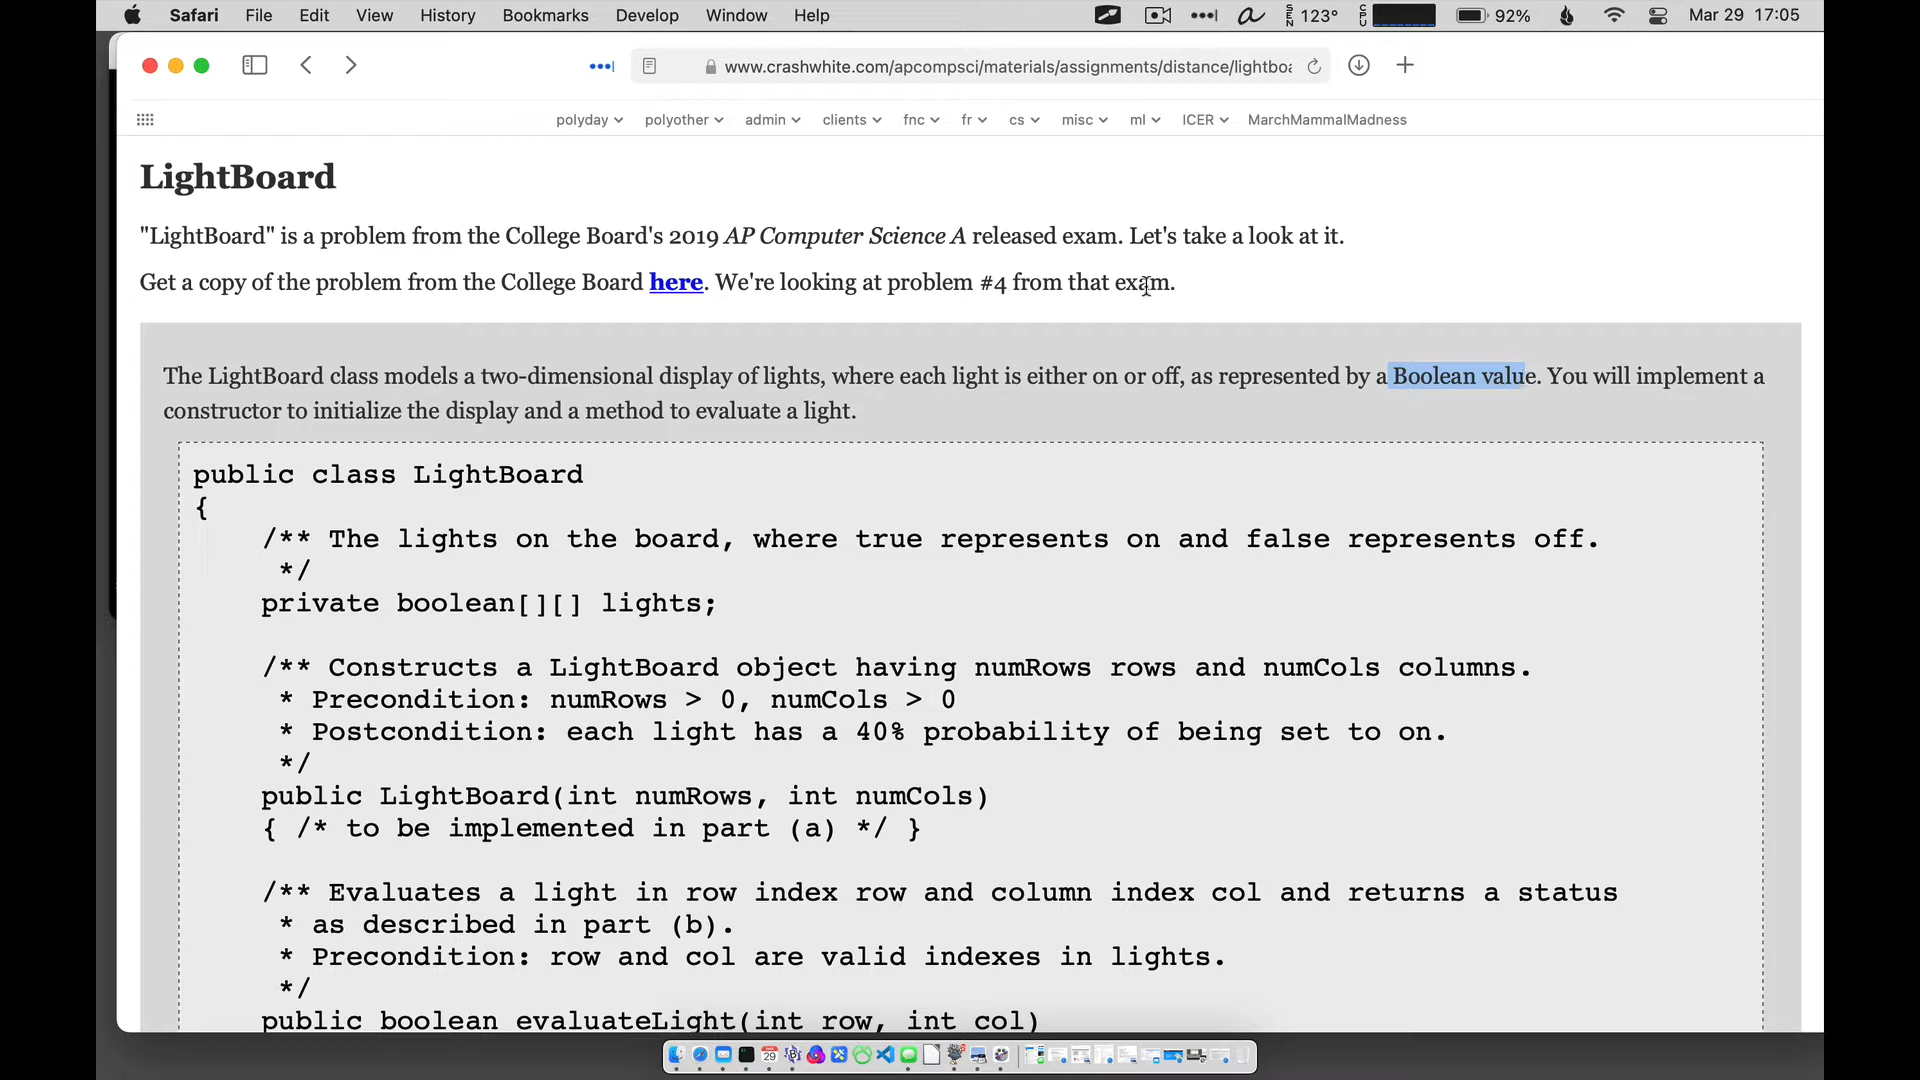 Safari File Edit View History Bookmarks Develop Window Help 123° 92% Mar 29 17:05
www.crashwhite.com/apcompsci/materials/assignments/distance/lightboa
polyday polyother admin clients fnc fr cs misc ml ICER MarchMammalMadness
LightBoard
"LightBoard" is a problem from the College Board's 2019 AP Computer Science A released exam. Let's take a look at it.
Get a copy of the problem from the College Board here. We're looking at problem #4 from that exam.
The LightBoard class models a two-dimensional display of lights, where each light is either on or off, as represented by a Boolean value. You will implement a
constructor to initialize the display and a method to evaluate a light.
public class LightBoard
{
/** The lights on the board, where true represents on and false represents off.
*/
private boolean[][] lights;
/** Constructs a LightBoard object having numRows rows and numCols columns.
* Precondition: numRows > 0, numCols > 0
* Postcondition: each light has a 40% probability of being set to on.
*/
public LightBoard(int numRows, int numCols)
{ /* to be implemented in part (a) */ }
/** Evaluates a light in row index row and column index col and returns a status
* as described in part (b).
* Precondition: row and col are valid indexes in lights.
*/
public boolean evaluateLight(int row, int col)